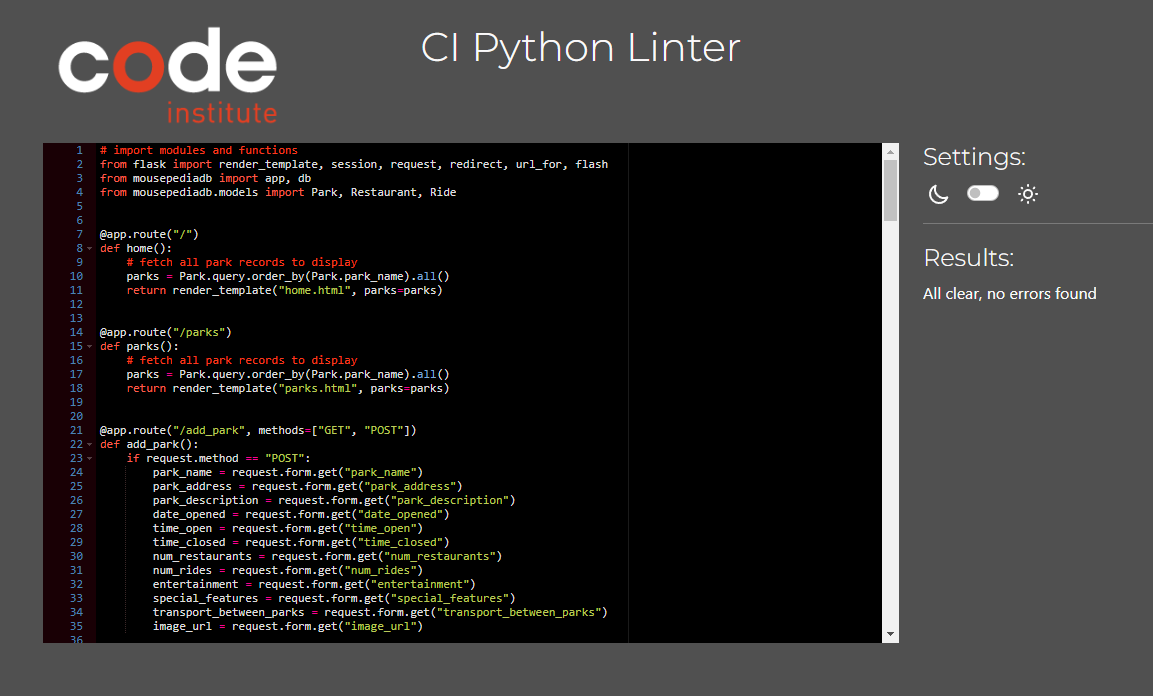 code
institute
CI Python Linter
1 # import modules and functions
2 from flask import render_template, session, request, redirect, url_for, flash
3 from mousepediadb import app, db
4 from mousepediadb.models import Park, Restaurant, Ride
5
6
7 @app.route("/")
8 def home():
9     # fetch all park records to display
10     parks = Park.query.order_by(Park.park_name).all()
11     return render_template("home.html", parks=parks)
12
13
14 @app.route("/parks")
15 def parks():
16     # fetch all park records to display
17     parks = Park.query.order_by(Park.park_name).all()
18     return render_template("parks.html", parks=parks)
19
20
21 @app.route("/add_park", methods=["GET", "POST"])
22 def add_park():
23     if request.method == "POST":
24         park_name = request.form.get("park_name")
25         park_address = request.form.get("park_address")
26         park_description = request.form.get("park_description")
27         date_opened = request.form.get("date_opened")
28         time_open = request.form.get("time_open")
29         time_closed = request.form.get("time_closed")
30         num_restaurants = request.form.get("num_restaurants")
31         num_rides = request.form.get("num_rides")
32         entertainment = request.form.get("entertainment")
33         special_features = request.form.get("special_features")
34         transport_between_parks = request.form.get("transport_between_parks")
35         image_url = request.form.get("image_url")
36
Settings:
Results:
All clear, no errors found